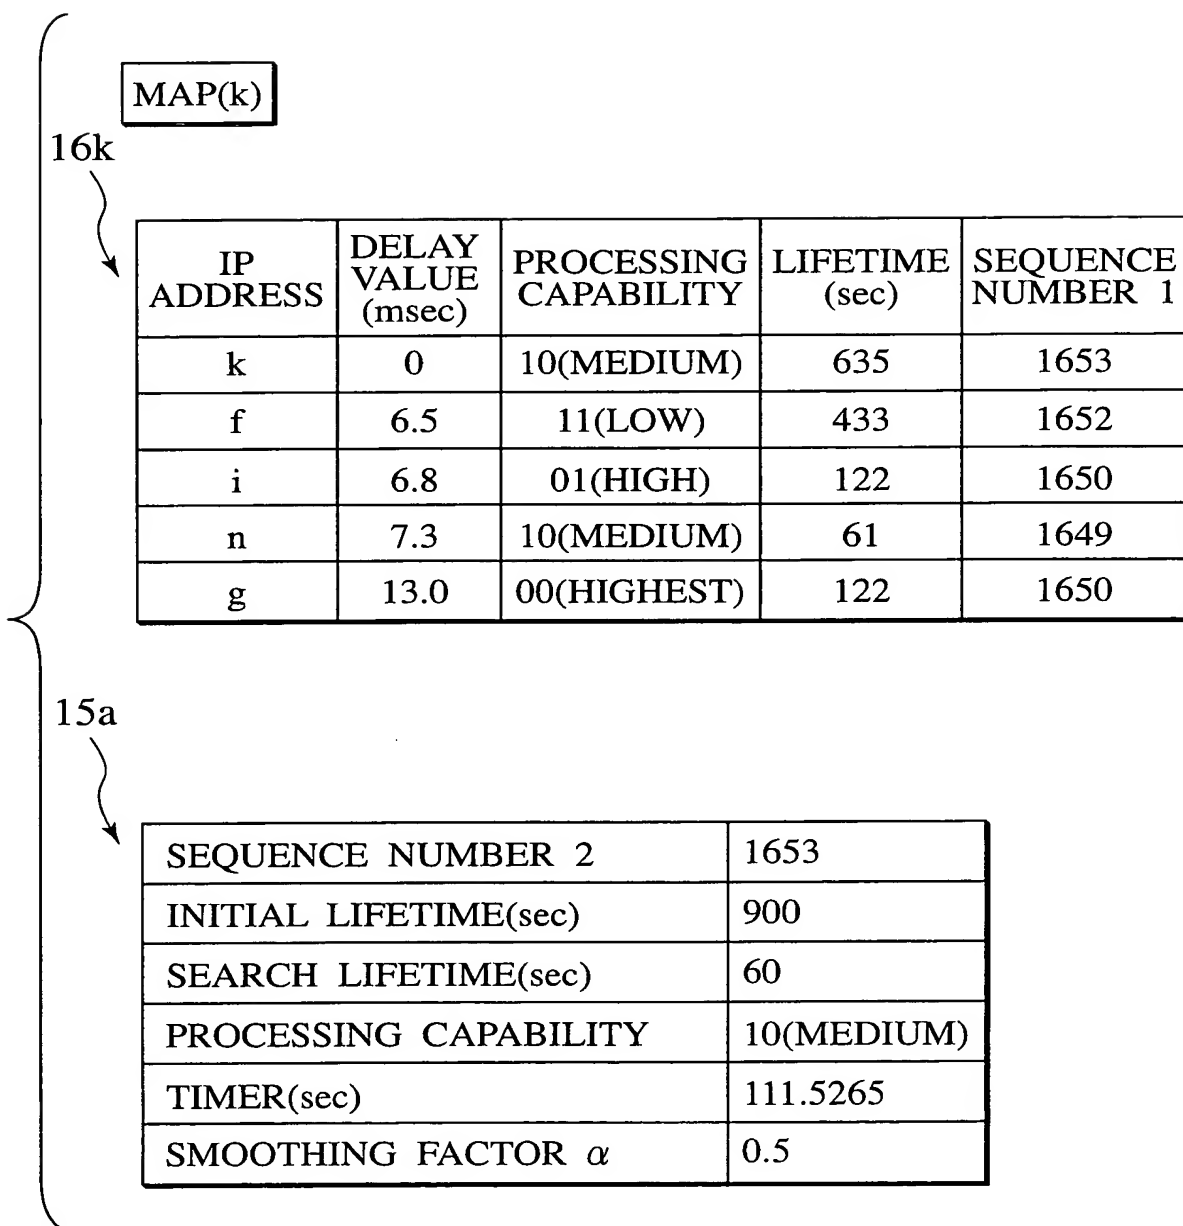 MAP(k)
16k
IP ADDRESS DELAY VALUE (msec) PROCESSING CAPABILITY LIFETIME (sec) SEQUENCE NUMBER 1
k 0 10(MEDIUM) 635 1653
f 6.5 11(LOW) 433 1652
i 6.8 01(HIGH) 122 1650
n 7.3 10(MEDIUM) 61 1649
g 13.0 00(HIGHEST) 122 1650
15a
SEQUENCE NUMBER 2 1653
INITIAL LIFETIME(sec) 900
SEARCH LIFETIME(sec) 60
PROCESSING CAPABILITY 10(MEDIUM)
TIMER(sec) 111.5265
SMOOTHING FACTOR α 0.5